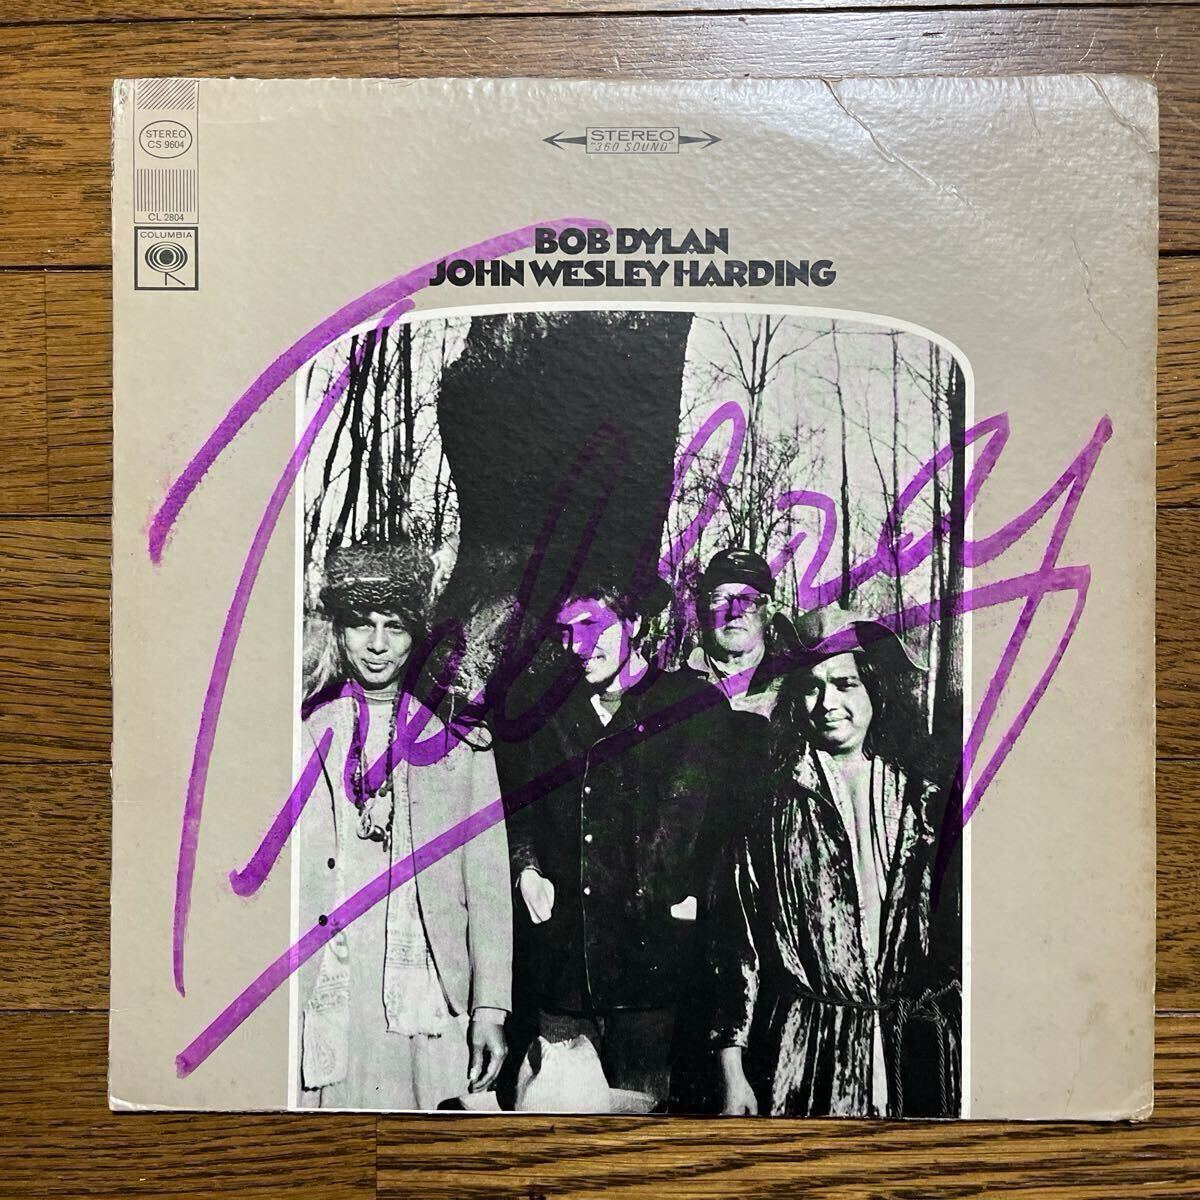 STEREO
CS 9604
CL 2804
COLUMBIA
STEREO
"360 SOUND"
BOB DYLAN
JOHN WESLEY HARDING